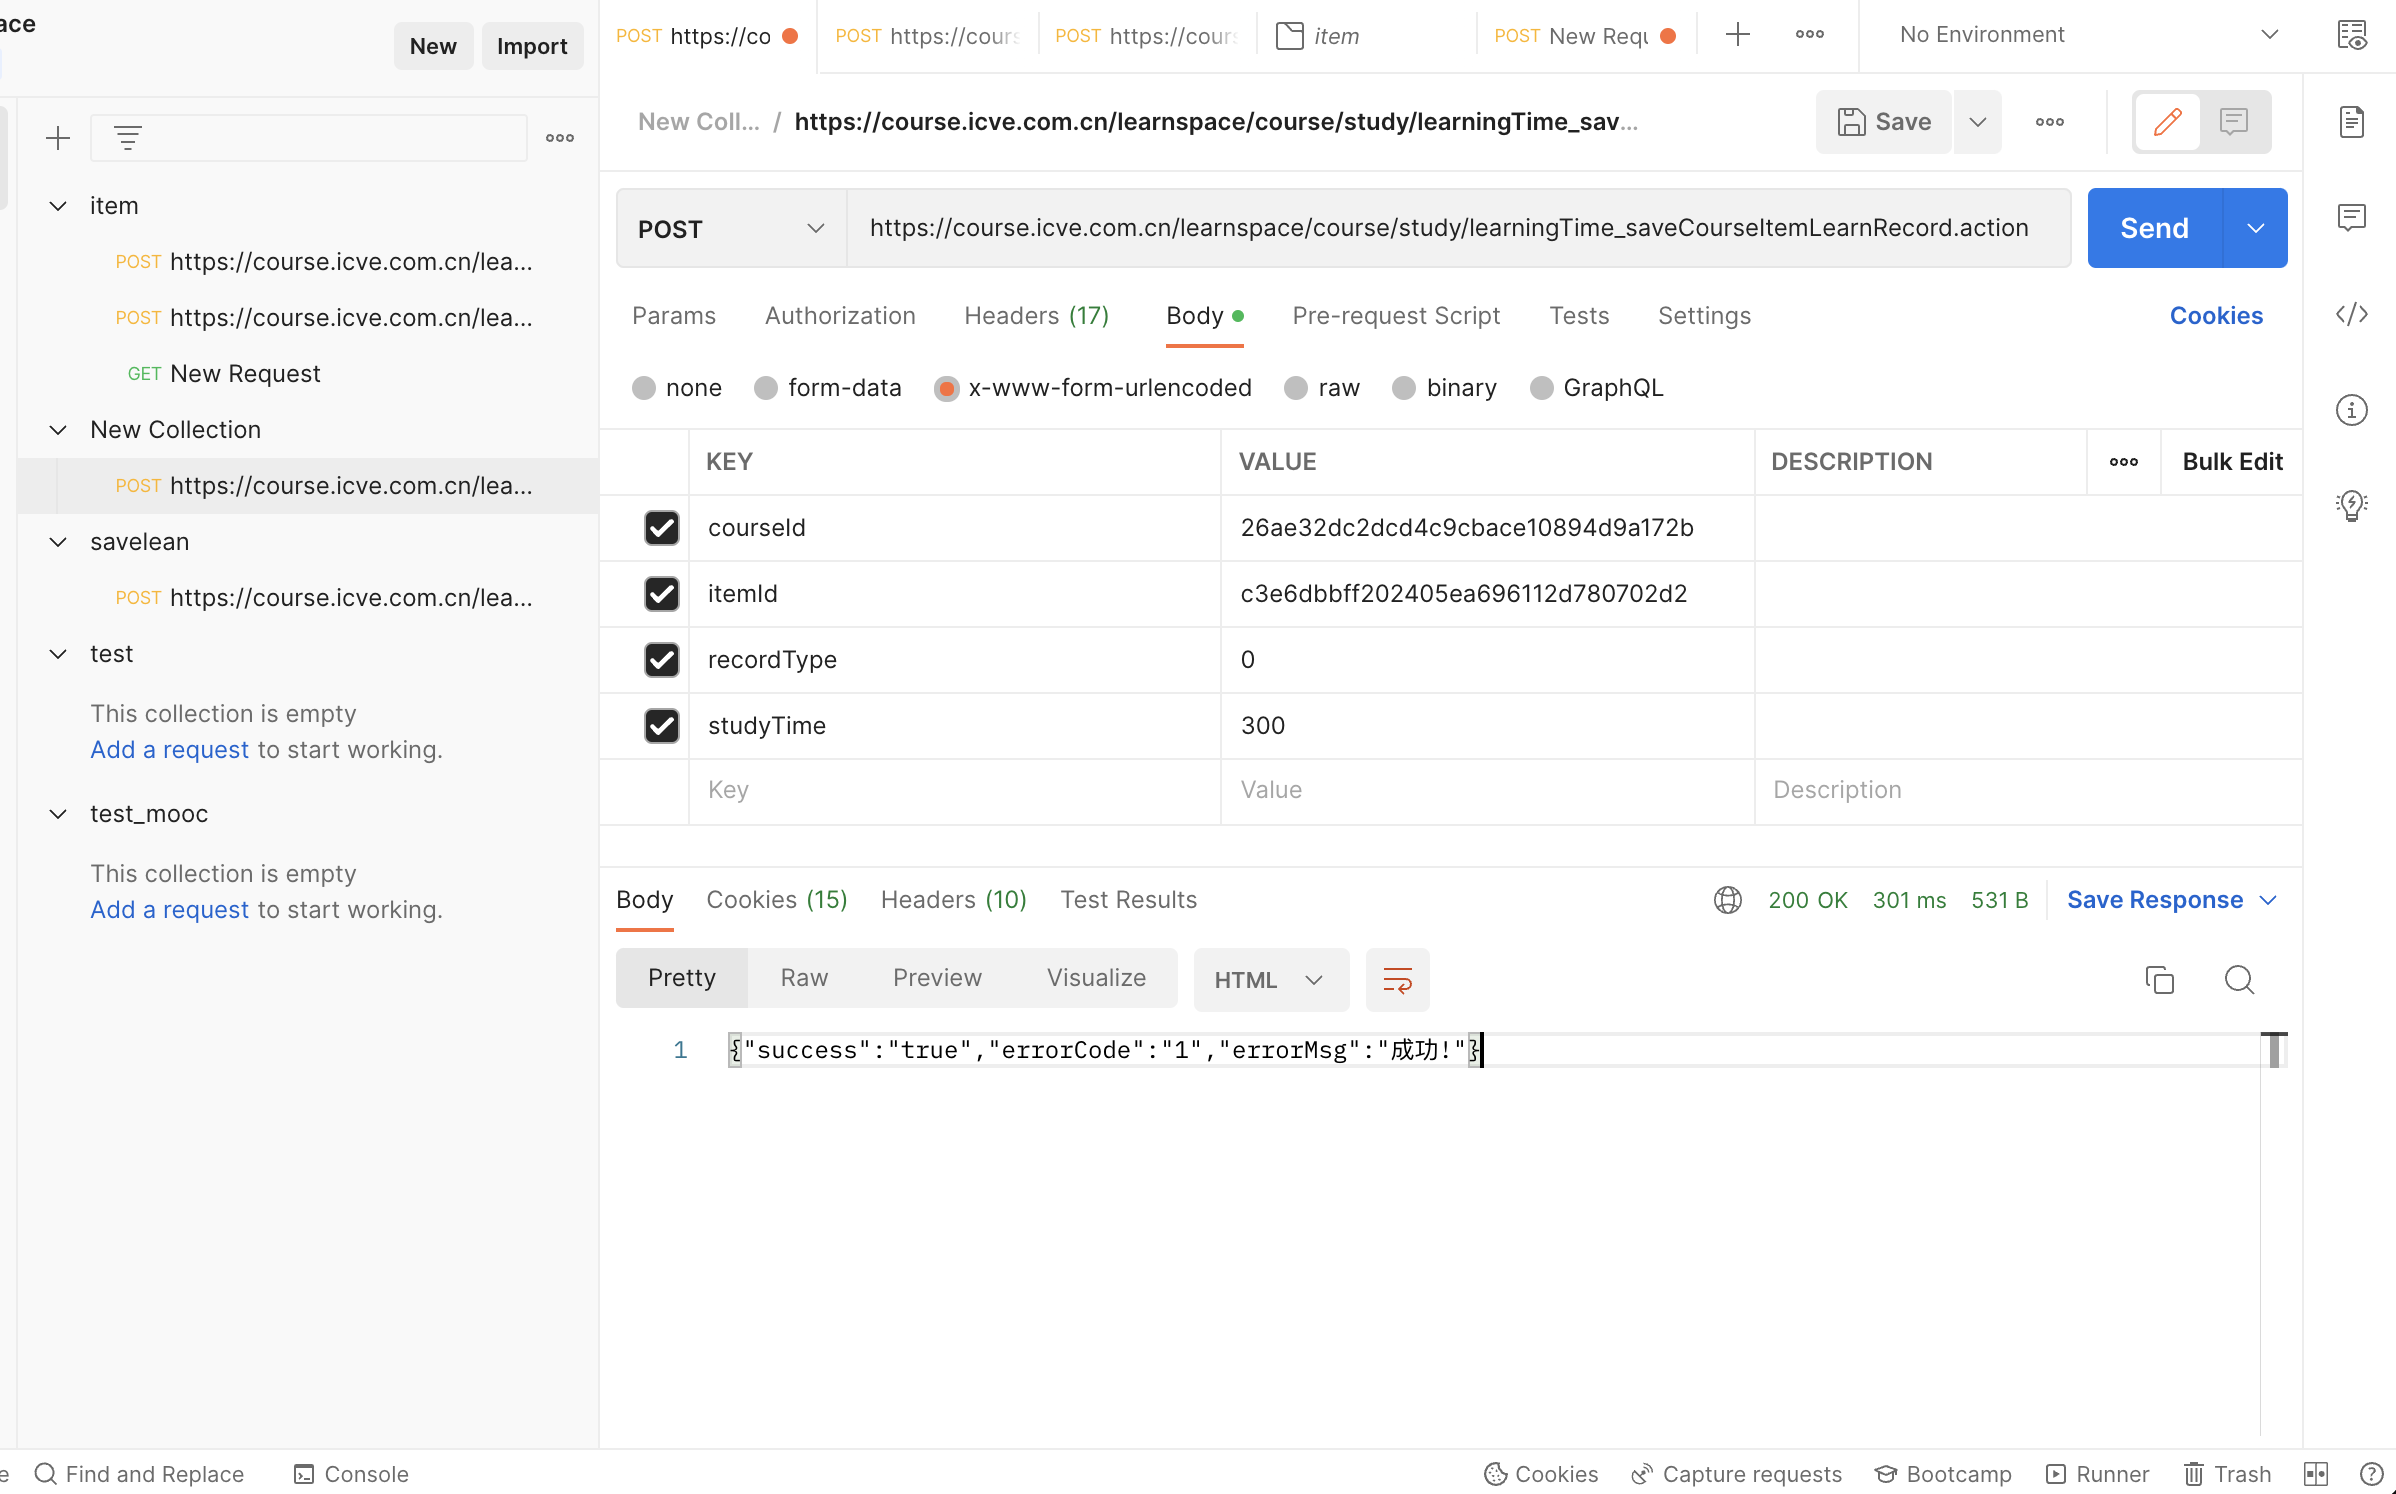 ace
New
Import
item
POST https://course.icve.com.cn/lea...
POST https://course.icve.com.cn/lea...
GET New Request
New Collection
POST https://course.icve.com.cn/lea...
savelean
POST https://course.icve.com.cn/lea...
test
This collection is empty
Add a request to start working.
test_mooc
This collection is empty
Add a request to start working.
POST https://co
POST https://cours
POST https://cours
item
POST New Requ
No Environment
New Coll... / https://course.icve.com.cn/learnspace/course/study/learningTime_sav...
Save
POST
https://course.icve.com.cn/learnspace/course/study/learningTime_saveCourseItemLearnRecord.action
Send
Params Authorization Headers (17) Body Pre-request Script Tests Settings Cookies
none form-data x-www-form-urlencoded raw binary GraphQL
KEY VALUE DESCRIPTION Bulk Edit
courseId 26ae32dc2dcd4c9cbace10894d9a172b
itemId c3e6dbbff202405ea696112d780702d2
recordType 0
studyTime 300
Key Value Description
Body Cookies (15) Headers (10) Test Results 200 OK 301 ms 531 B Save Response
Pretty Raw Preview Visualize HTML
1 {"success":"true","errorCode":"1","errorMsg":"成功!"}
e Find and Replace Console Cookies Capture requests Bootcamp Runner Trash